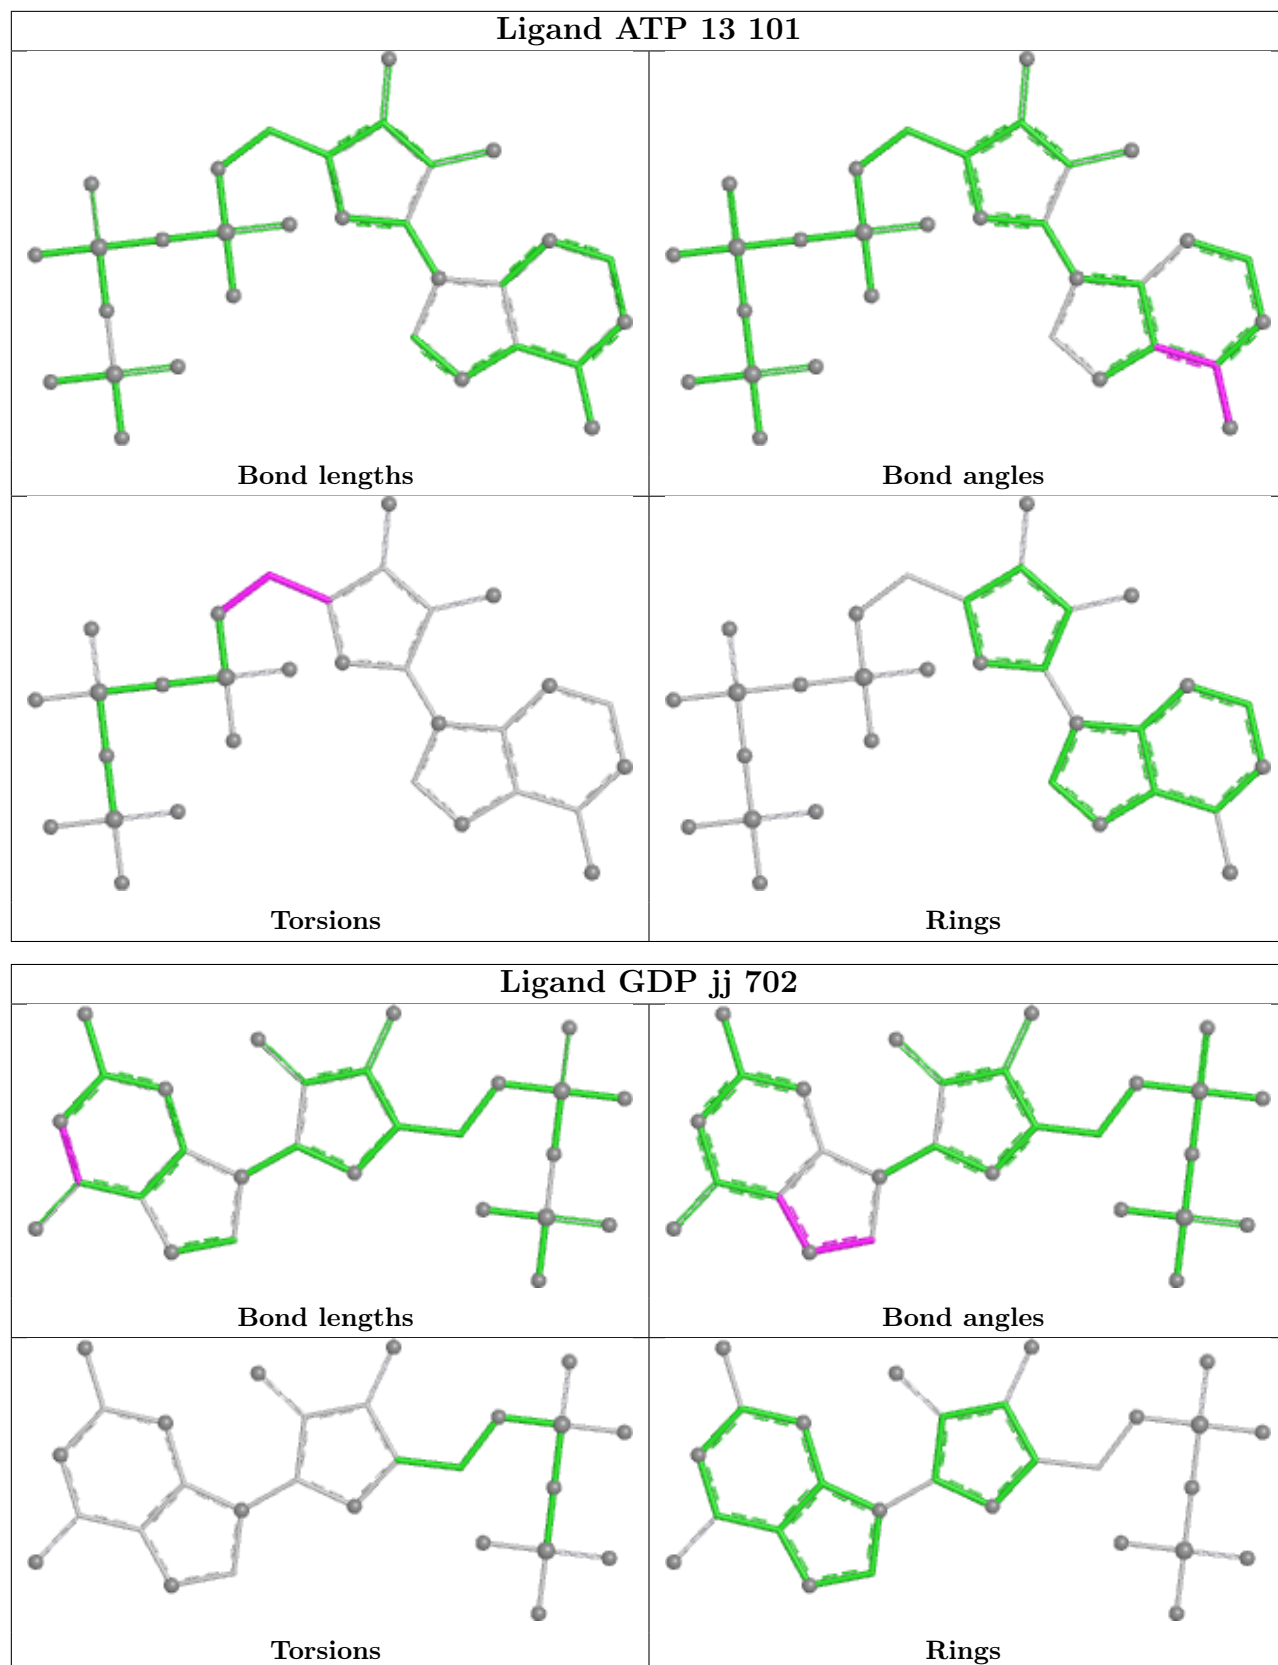 Ligand ATP 13 101
Bond lengths
Bond angles
Torsions
Rings
Ligand GDP jj 702
Bond lengths
Bond angles
Torsions
Rings